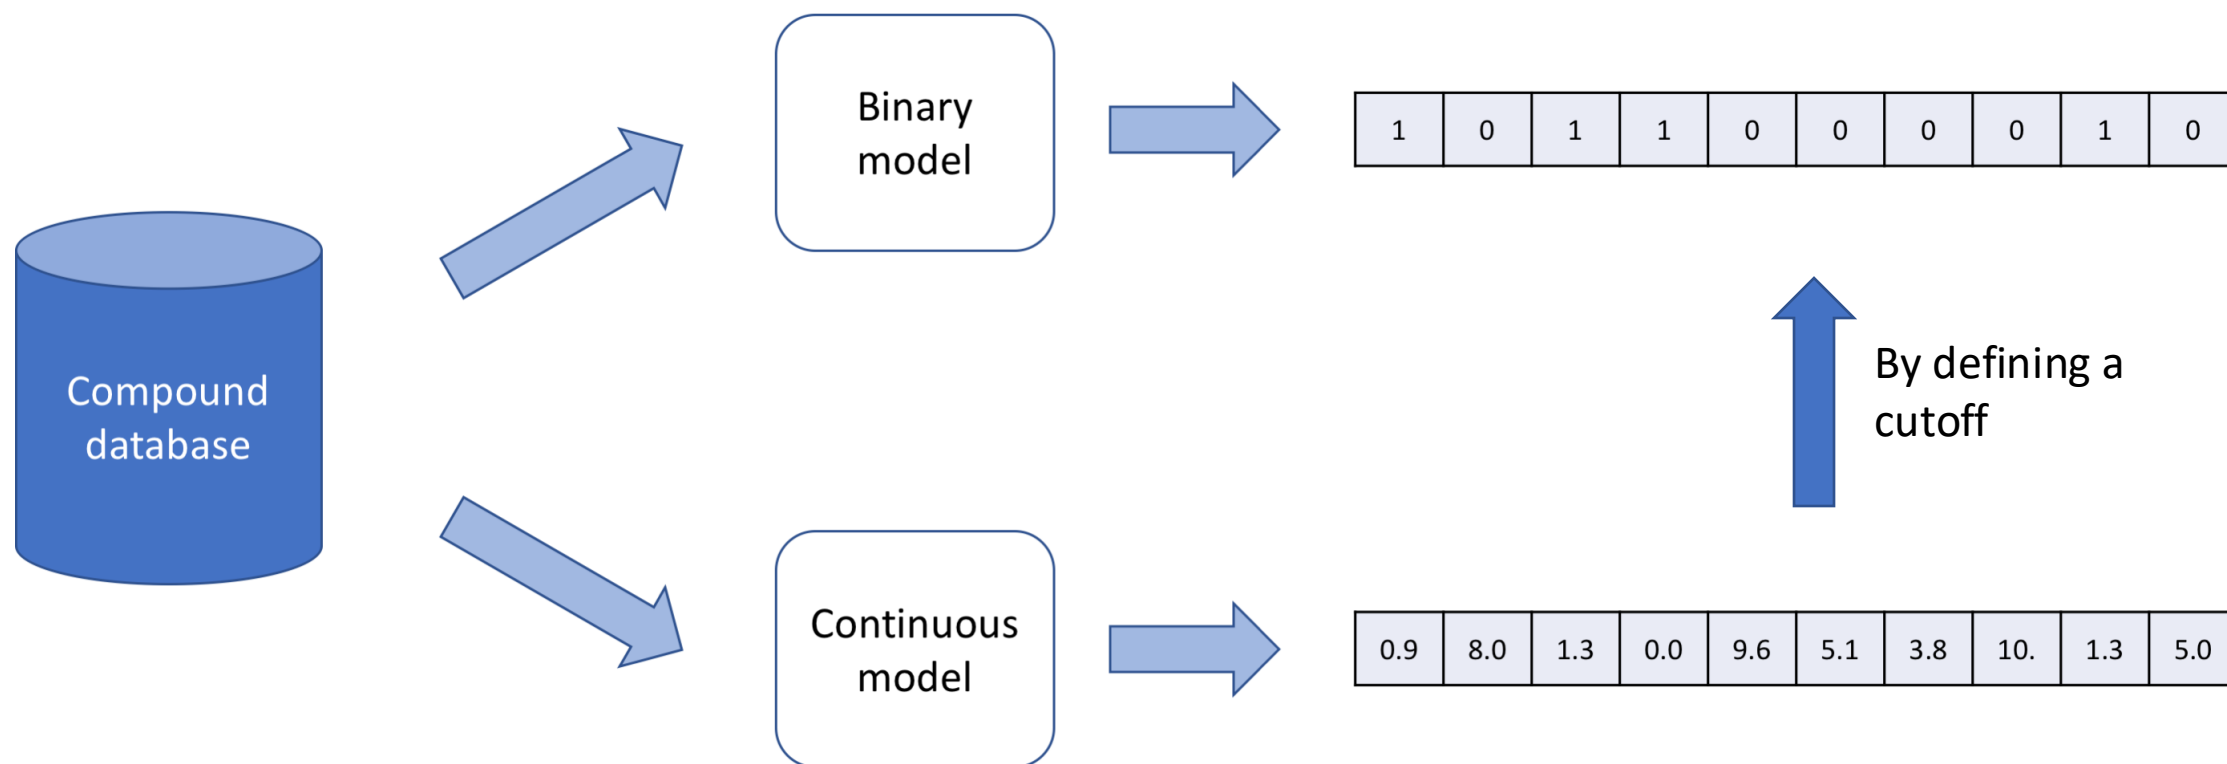 Binary
model
1 0 1 1 0 0 0 0 1 0
Compound
database
By defining a
cutoff
Continuous
model
0.9 8.0 1.3 0.0 9.6 5.1 3.8 10. 1.3 5.0